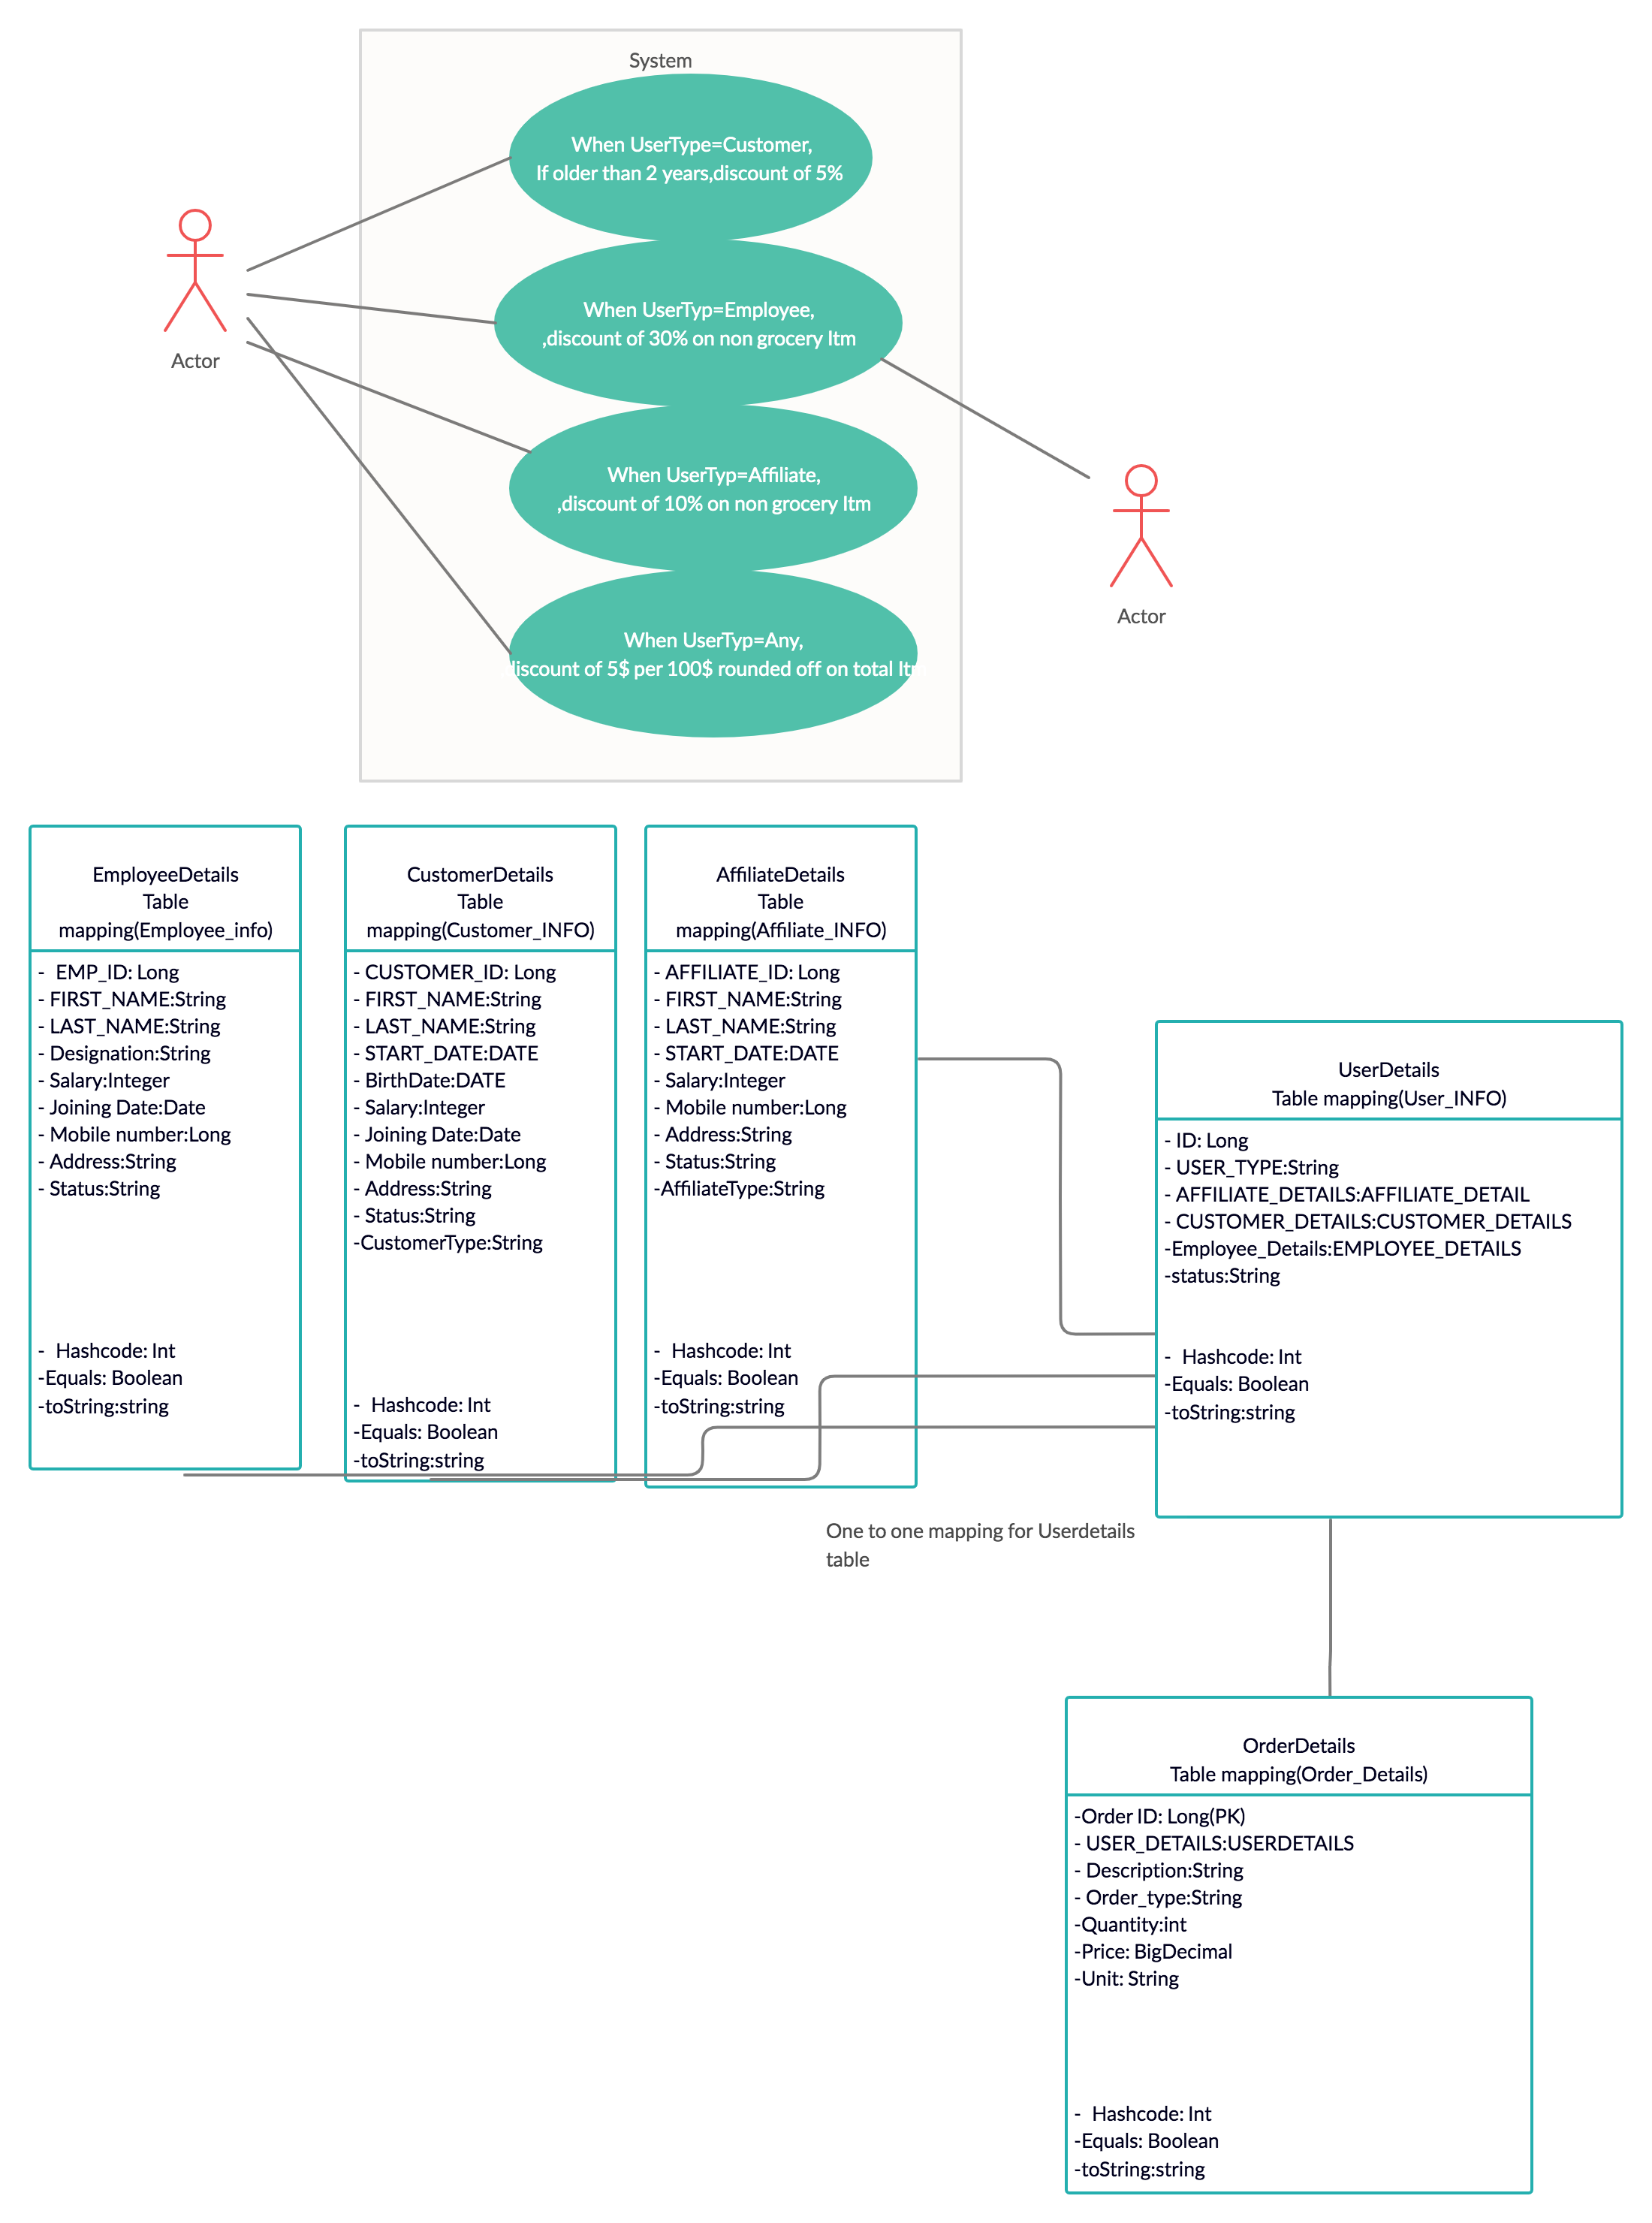 System
When UserType=Customer,
If older than 2 years,discount of 5%
When UserTyp=Employee,
,discount of 30% on non grocery Itm
Actor
When UserTyp=Affiliate,
,discount of 10% on non grocery Itm
Actor
When UserTyp=Any,
discount of 5$ per 100$ rounded off on total Itm
EmployeeDetails
Table
mapping(Employee_info)
-  EMP_ID: Long
- FIRST_NAME:String
- LAST_NAME:String
- Designation:String
- Salary:Integer
- Joining Date:Date
- Mobile number:Long
- Address:String
- Status:String
-  Hashcode: Int
-Equals: Boolean
-toString:string
CustomerDetails
Table
mapping(Customer_INFO)
- CUSTOMER_ID: Long
- FIRST_NAME:String
- LAST_NAME:String
- START_DATE:DATE
- BirthDate:DATE
- Salary:Integer
- Joining Date:Date
- Mobile number:Long
- Address:String
- Status:String
-CustomerType:String
-  Hashcode: Int
-Equals: Boolean
-toString:string
AffiliateDetails
Table
mapping(Affiliate_INFO)
- AFFILIATE_ID: Long
- FIRST_NAME:String
- LAST_NAME:String
- START_DATE:DATE
- Salary:Integer
- Mobile number:Long
- Address:String
- Status:String
-AffiliateType:String
-  Hashcode: Int
-Equals: Boolean
-toString:string
UserDetails
Table mapping(User_INFO)
- ID: Long
- USER_TYPE:String
- AFFILIATE_DETAILS:AFFILIATE_DETAIL
- CUSTOMER_DETAILS:CUSTOMER_DETAILS
-Employee_Details:EMPLOYEE_DETAILS
-status:String
-  Hashcode: Int
-Equals: Boolean
-toString:string
One to one mapping for Userdetails
table
OrderDetails
Table mapping(Order_Details)
-Order ID: Long(PK)
- USER_DETAILS:USERDETAILS
- Description:String
- Order_type:String
-Quantity:int
-Price: BigDecimal
-Unit: String
-  Hashcode: Int
-Equals: Boolean
-toString:string